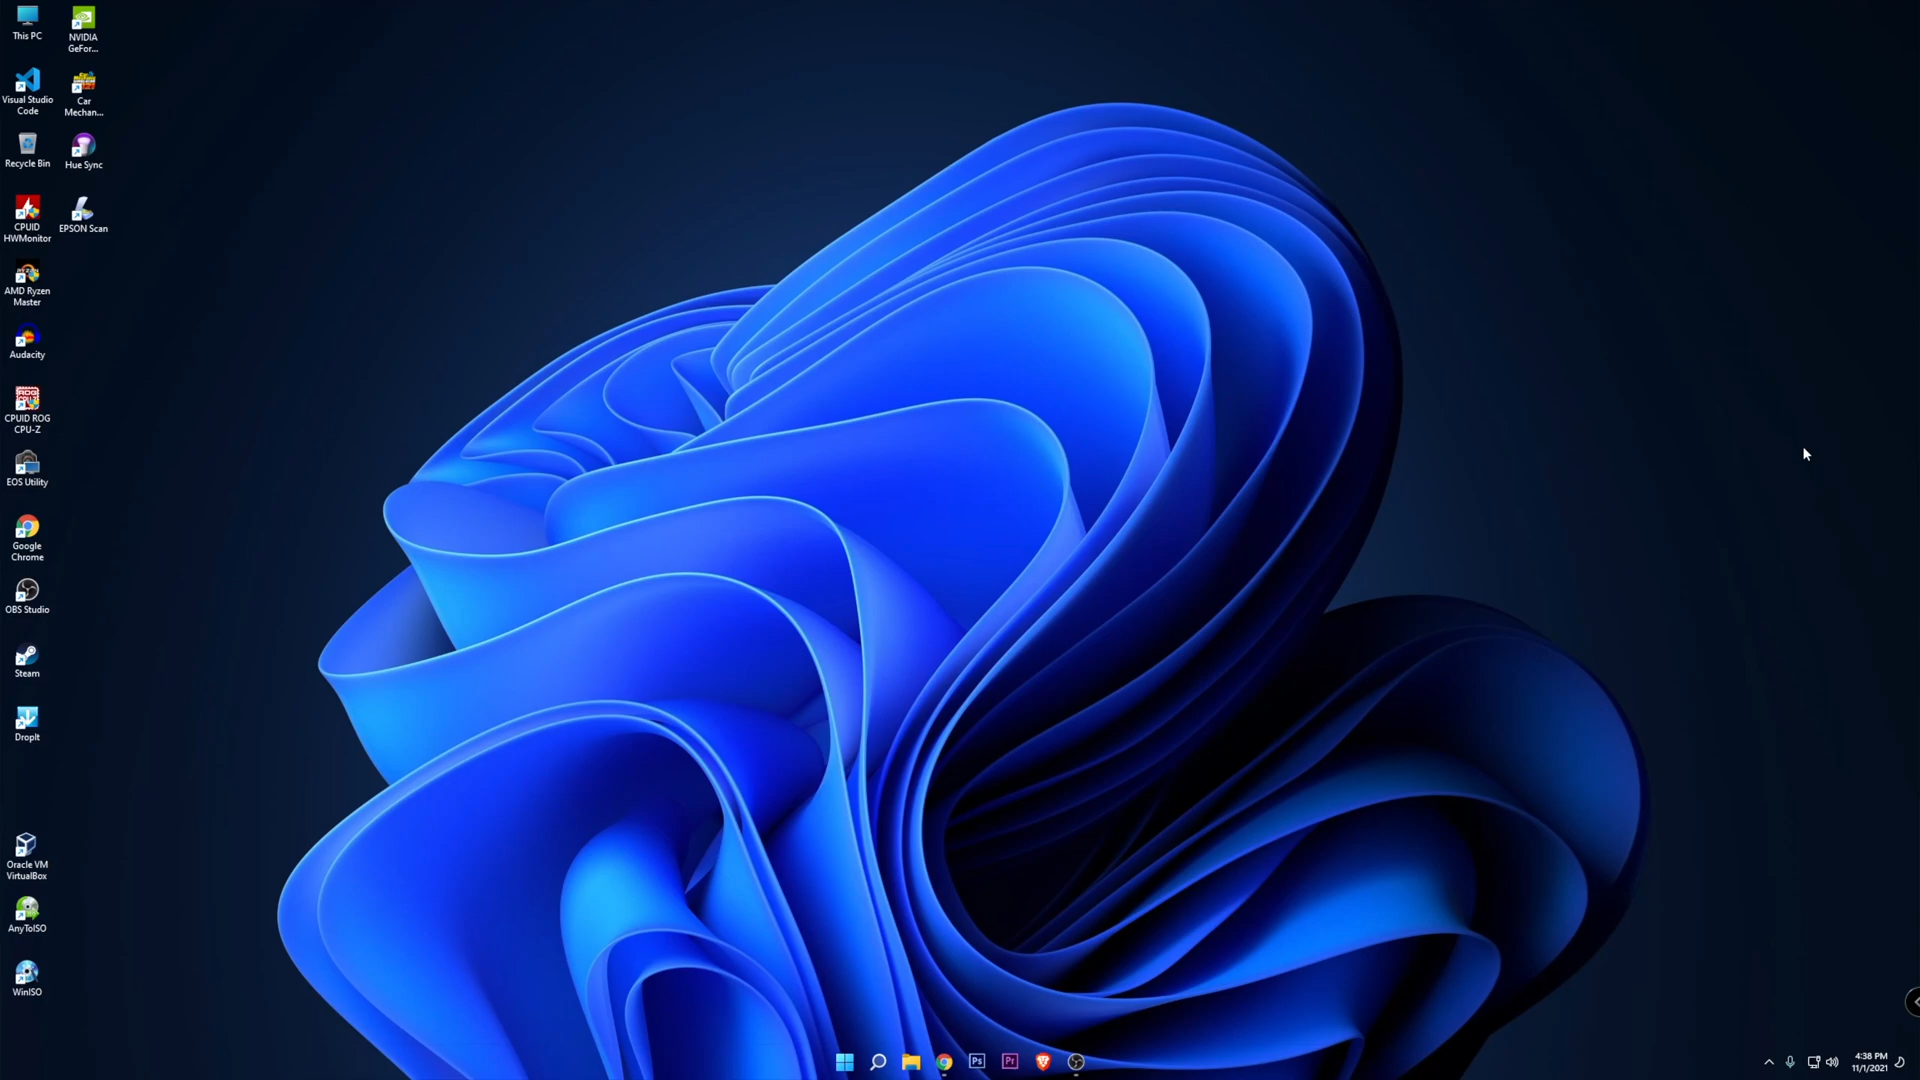 This PC
NVIDIA
GeFor...
Visual Studio
Code
Car
Mechan...
Recycle Bin
Hue Sync
CPUID
HWMonitor
EPSON Scan
AMD Ryzen
Master
Audacity
CPUID ROG
CPU-Z
EOS Utility
Google
Chrome
OBS Studio
Steam
DropIt
Oracle VM
VirtualBox
AnyToISO
WinISO
Ps
Pr
4:38 PM
11/1/2021